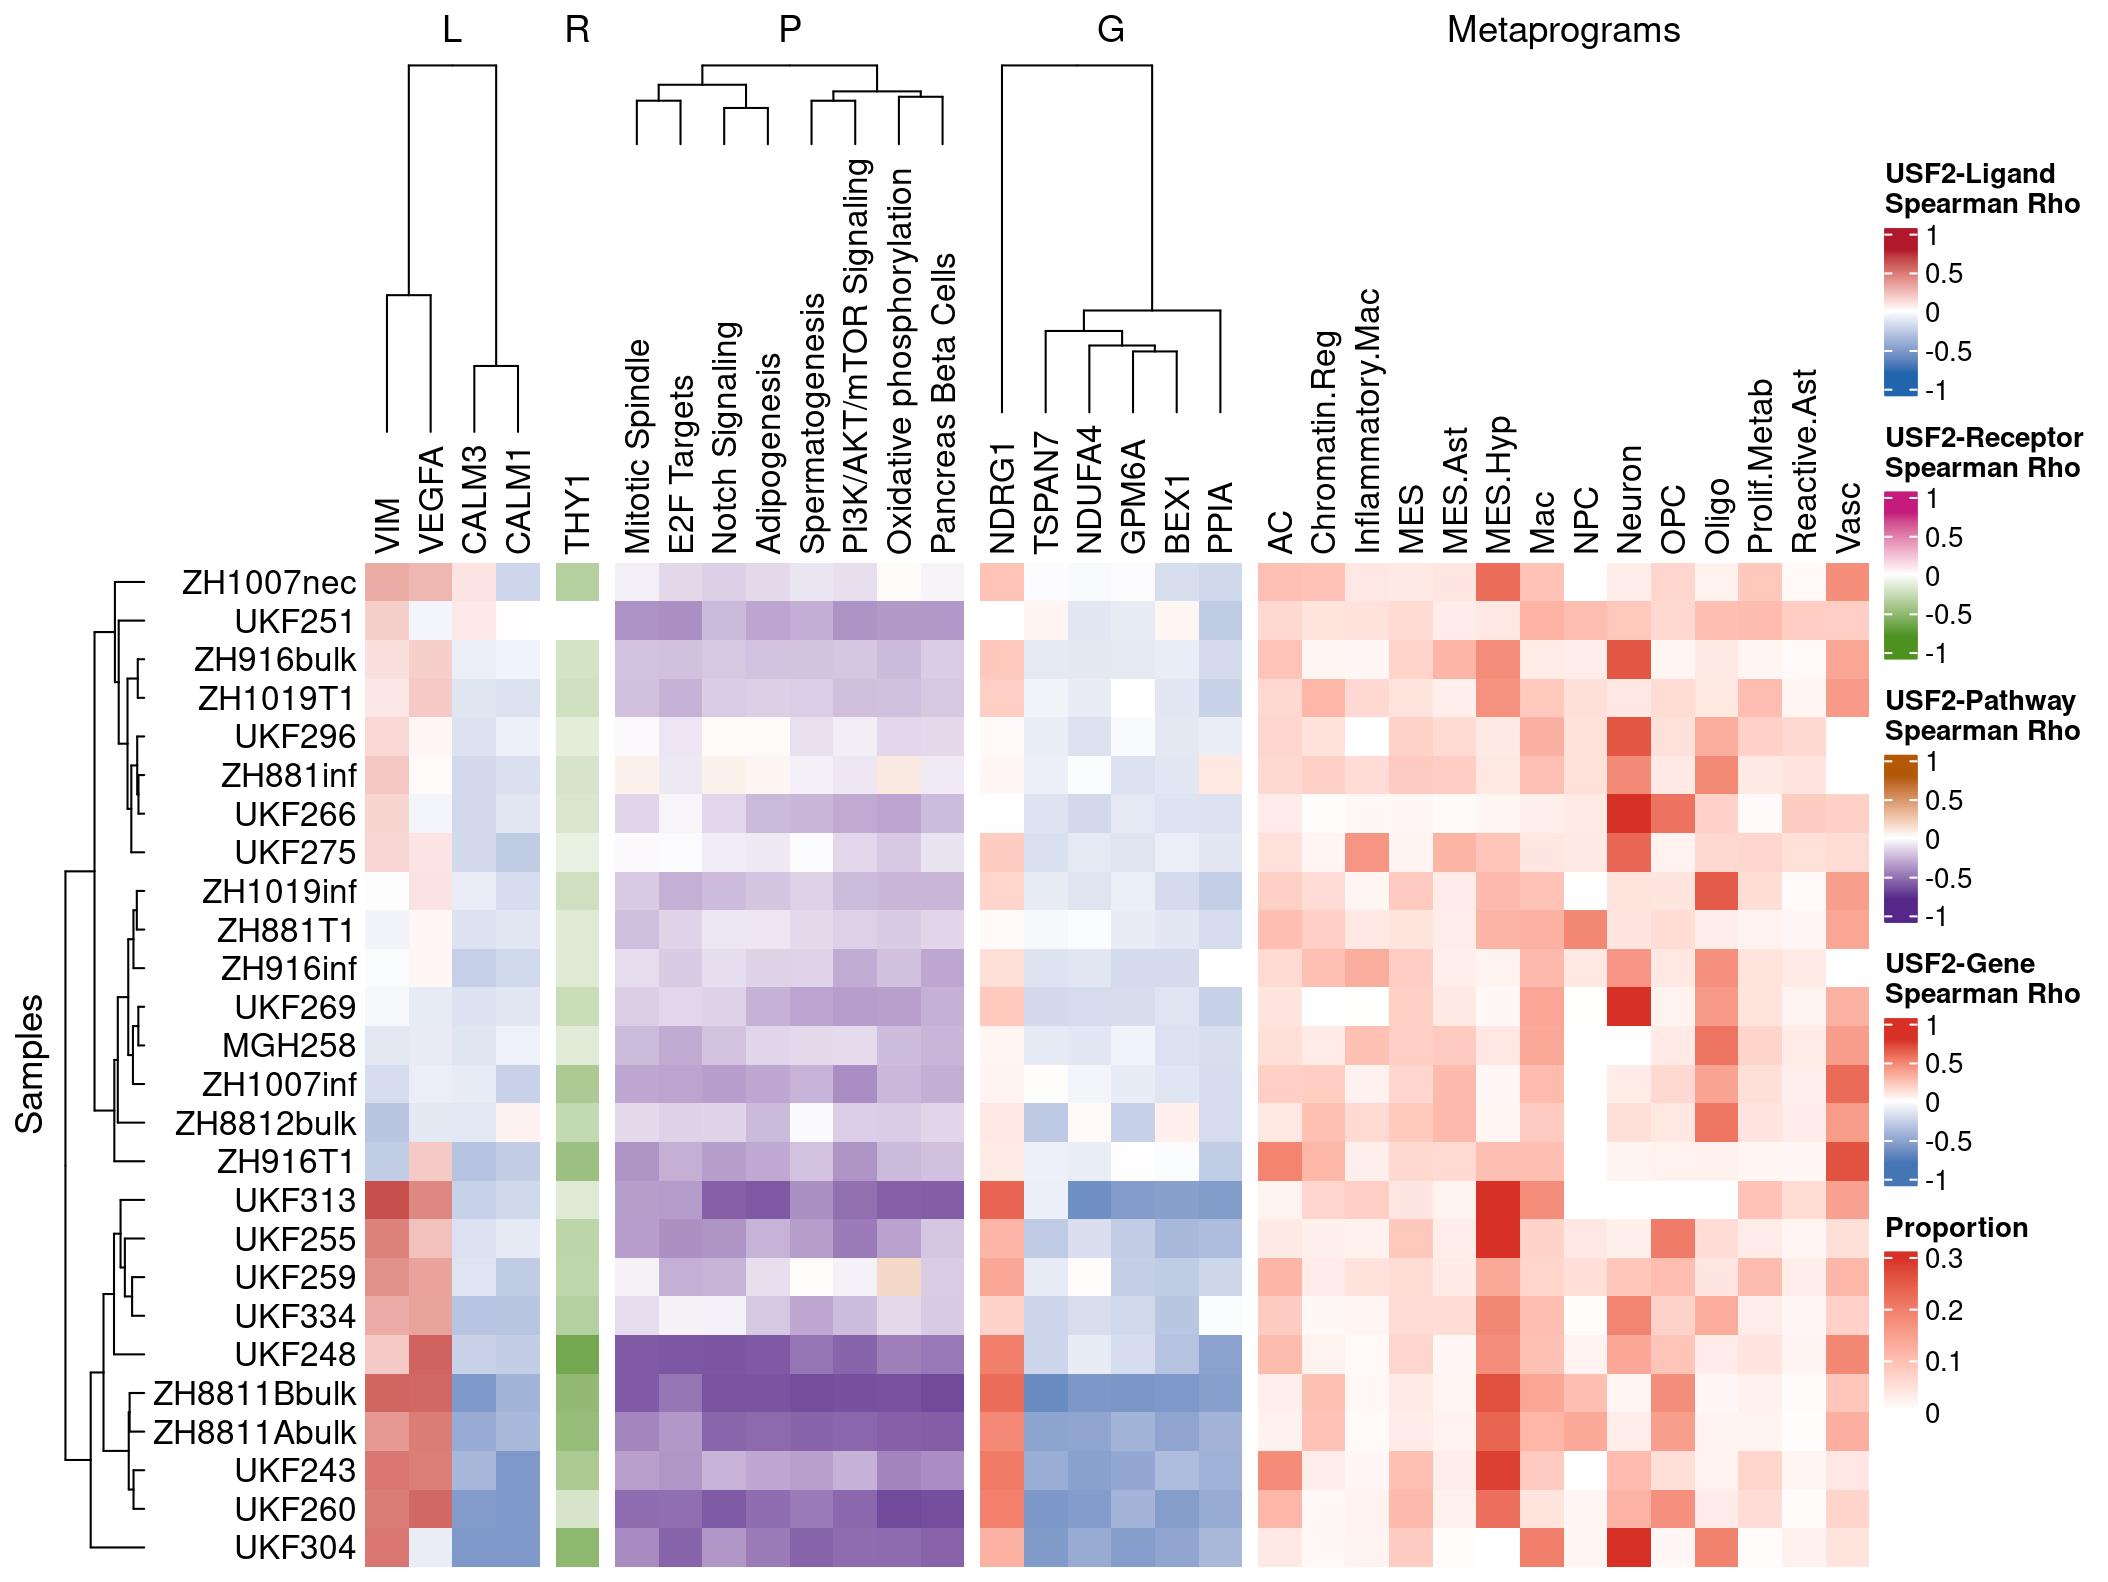 L
R
P
G
Metaprograms
VIM
VEGFA
CALM3
CALM1
THY1
Mitotic Spindle
E2F Targets
Notch Signaling
Adipogenesis
Spermatogenesis
PI3K/AKT/mTOR Signaling
Oxidative phosphorylation
Pancreas Beta Cells
NDRG1
TSPAN7
NDUFA4
GPM6A
BEX1
PPIA
AC
Chromatin.Reg
Inflammatory.Mac
MES
MES.Ast
MES.Hyp
Mac
NPC
Neuron
OPC
Oligo
Prolif.Metab
Reactive.Ast
Vasc
Samples
ZH1007nec
UKF251
ZH916bulk
ZH1019T1
UKF296
ZH881inf
UKF266
UKF275
ZH1019inf
ZH881T1
ZH916inf
UKF269
MGH258
ZH1007inf
ZH8812bulk
ZH916T1
UKF313
UKF255
UKF259
UKF334
UKF248
ZH8811Bbulk
ZH8811Abulk
UKF243
UKF260
UKF304
USF2-Ligand
Spearman Rho
1
0.5
0
-0.5
-1
USF2-Receptor
Spearman Rho
1
0.5
0
-0.5
-1
USF2-Pathway
Spearman Rho
1
0.5
0
-0.5
-1
USF2-Gene
Spearman Rho
1
0.5
0
-0.5
-1
Proportion
0.3
0.2
0.1
0